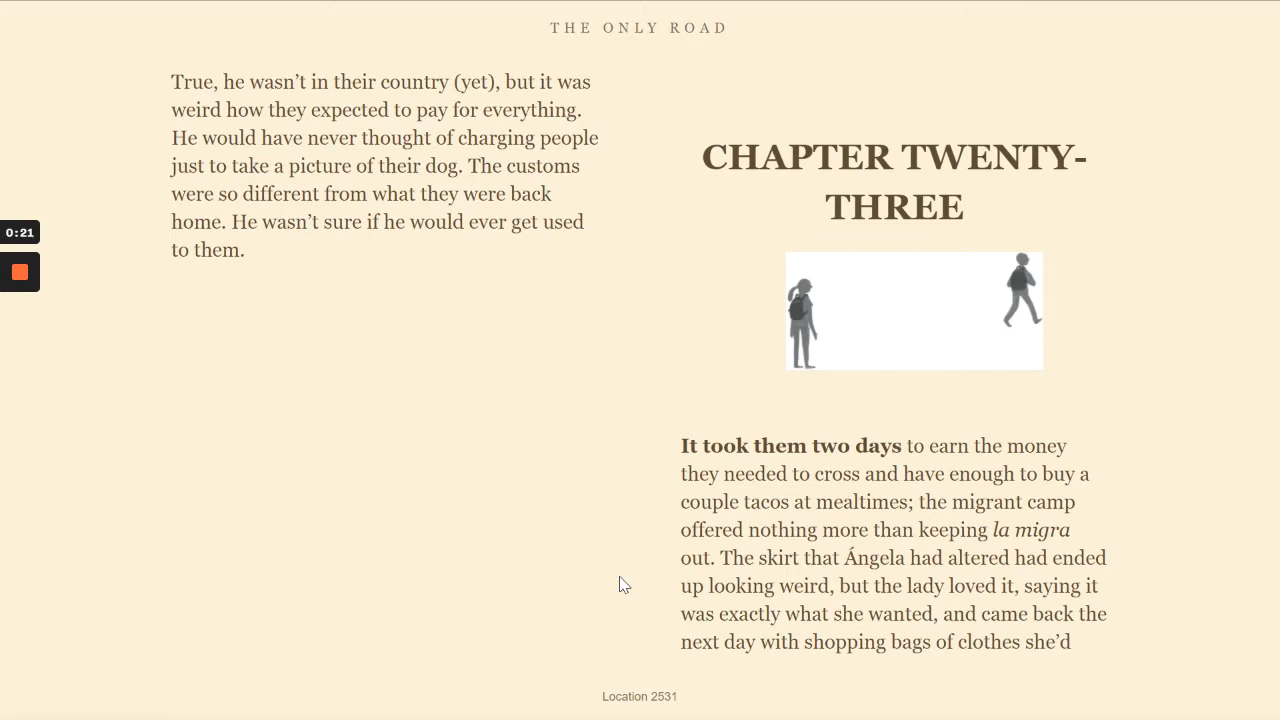 THE ONLY ROAD
True, he wasn’t in their country (yet), but it was
weird how they expected to pay for everything.
He would have never thought of charging people
just to take a picture of their dog. The customs
were so different from what they were back
home. He wasn’t sure if he would ever get used
to them.
0:21
CHAPTER TWENTY-
THREE
It took them two days to earn the money
they needed to cross and have enough to buy a
couple tacos at mealtimes; the migrant camp
offered nothing more than keeping la migra
out. The skirt that Ángela had altered had ended
up looking weird, but the lady loved it, saying it
was exactly what she wanted, and came back the
next day with shopping bags of clothes she’d
Location 2531